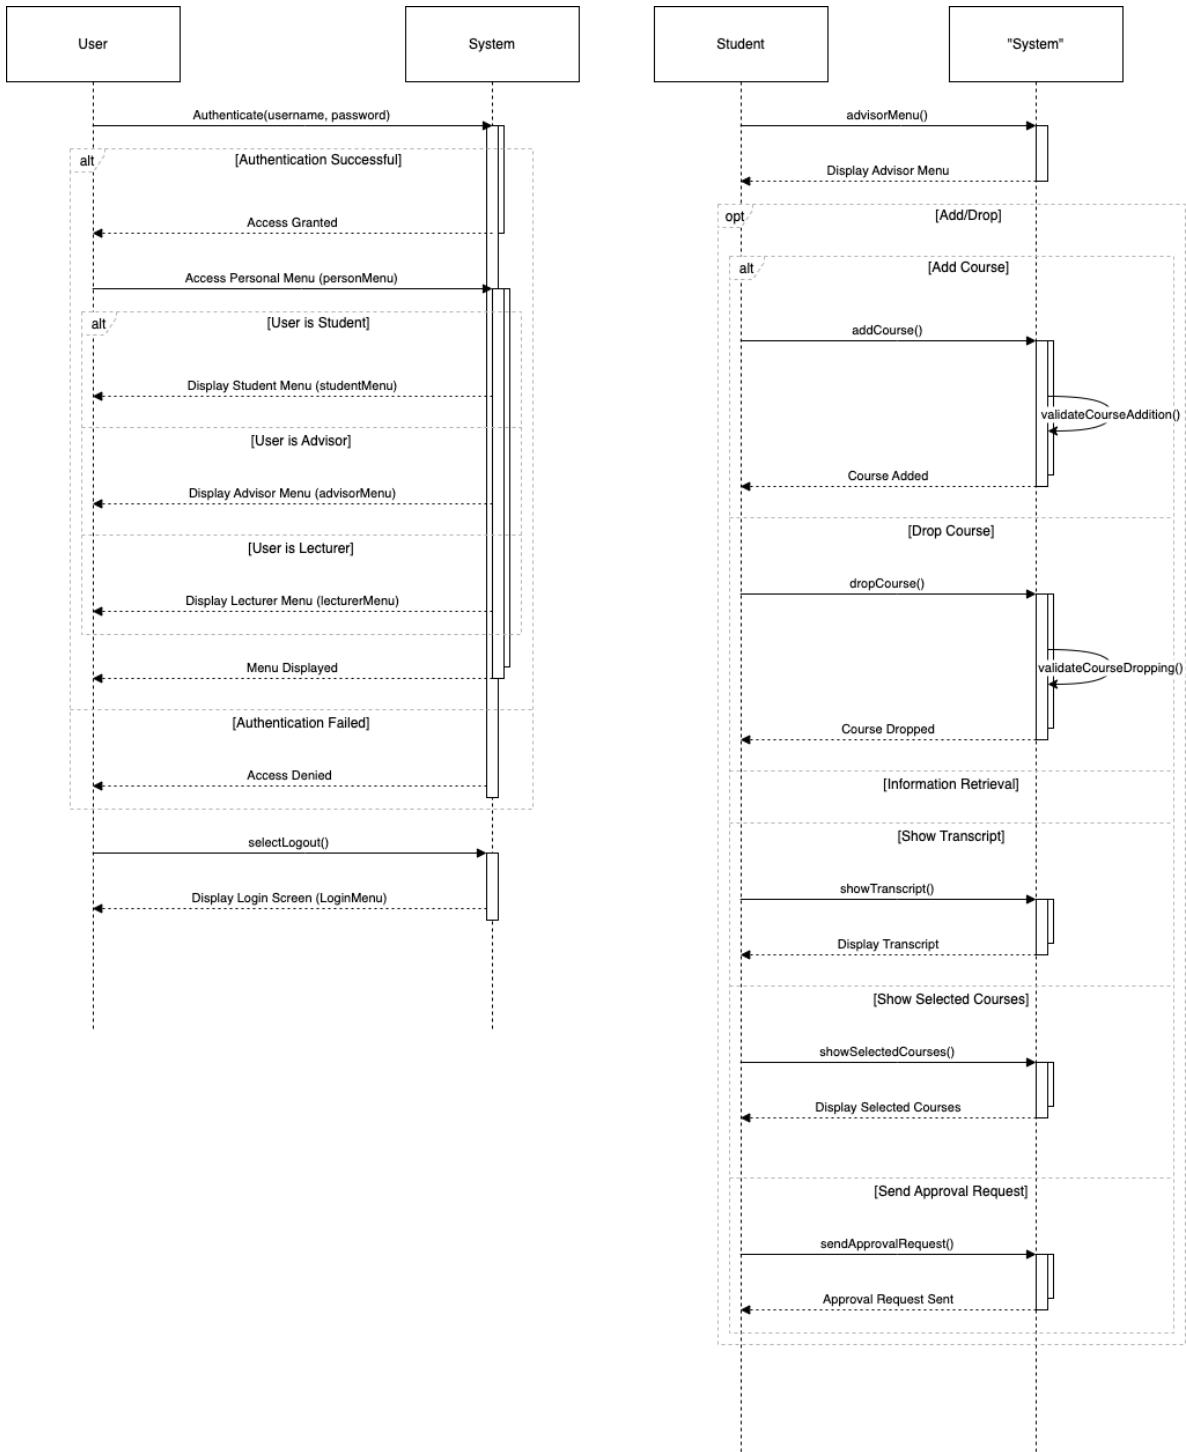 User
System
Authenticate(username, password)
alt
[Authentication Successful]
Access Granted
Access Personal Menu (personMenu)
alt
[User is Student]
Display Student Menu (studentMenu)
[User is Advisor]
Display Advisor Menu (advisorMenu)
[User is Lecturer]
Display Lecturer Menu (lecturerMenu)
Menu Displayed
[Authentication Failed]
Access Denied
selectLogout()
Display Login Screen (LoginMenu)
Student
"System"
advisorMenu()
Display Advisor Menu
opt
[Add/Drop]
alt
[Add Course]
addCourse()
validateCourseAddition()
Course Added
[Drop Course]
dropCourse()
validateCourseDropping()
Course Dropped
[Information Retrieval]
[Show Transcript]
showTranscript()
Display Transcript
[Show Selected Courses]
showSelectedCourses()
Display Selected Courses
[Send Approval Request]
sendApprovalRequest()
Approval Request Sent